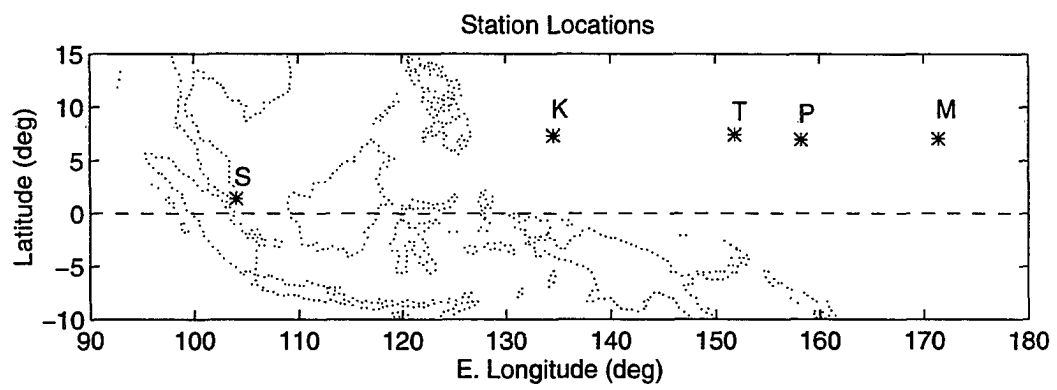 Station Locations
Latitude (deg)
15
10
5
0
−5
−10
S
K
T
P
M
90
100
110
120
130
140
150
160
170
180
E. Longitude (deg)